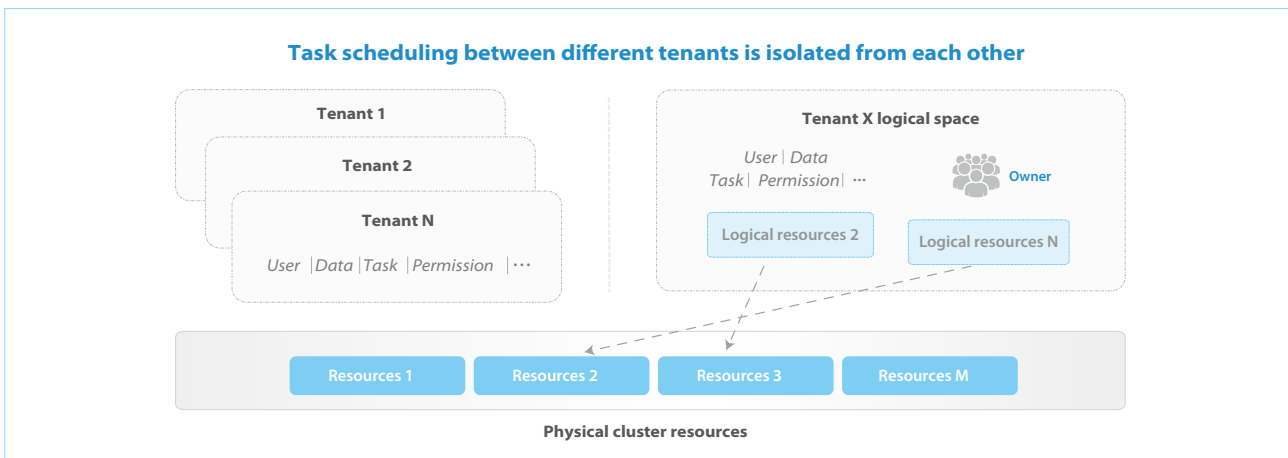 Task scheduling between different tenants is isolated from each other
Tenant 1
Tenant 2
Tenant N
User | Data | Task | Permission | ···
Tenant X logical space
User | Data
Task | Permission | ···
Owner
Logical resources 2
Logical resources N
Resources 1
Resources 2
Resources 3
Resources M
Physical cluster resources